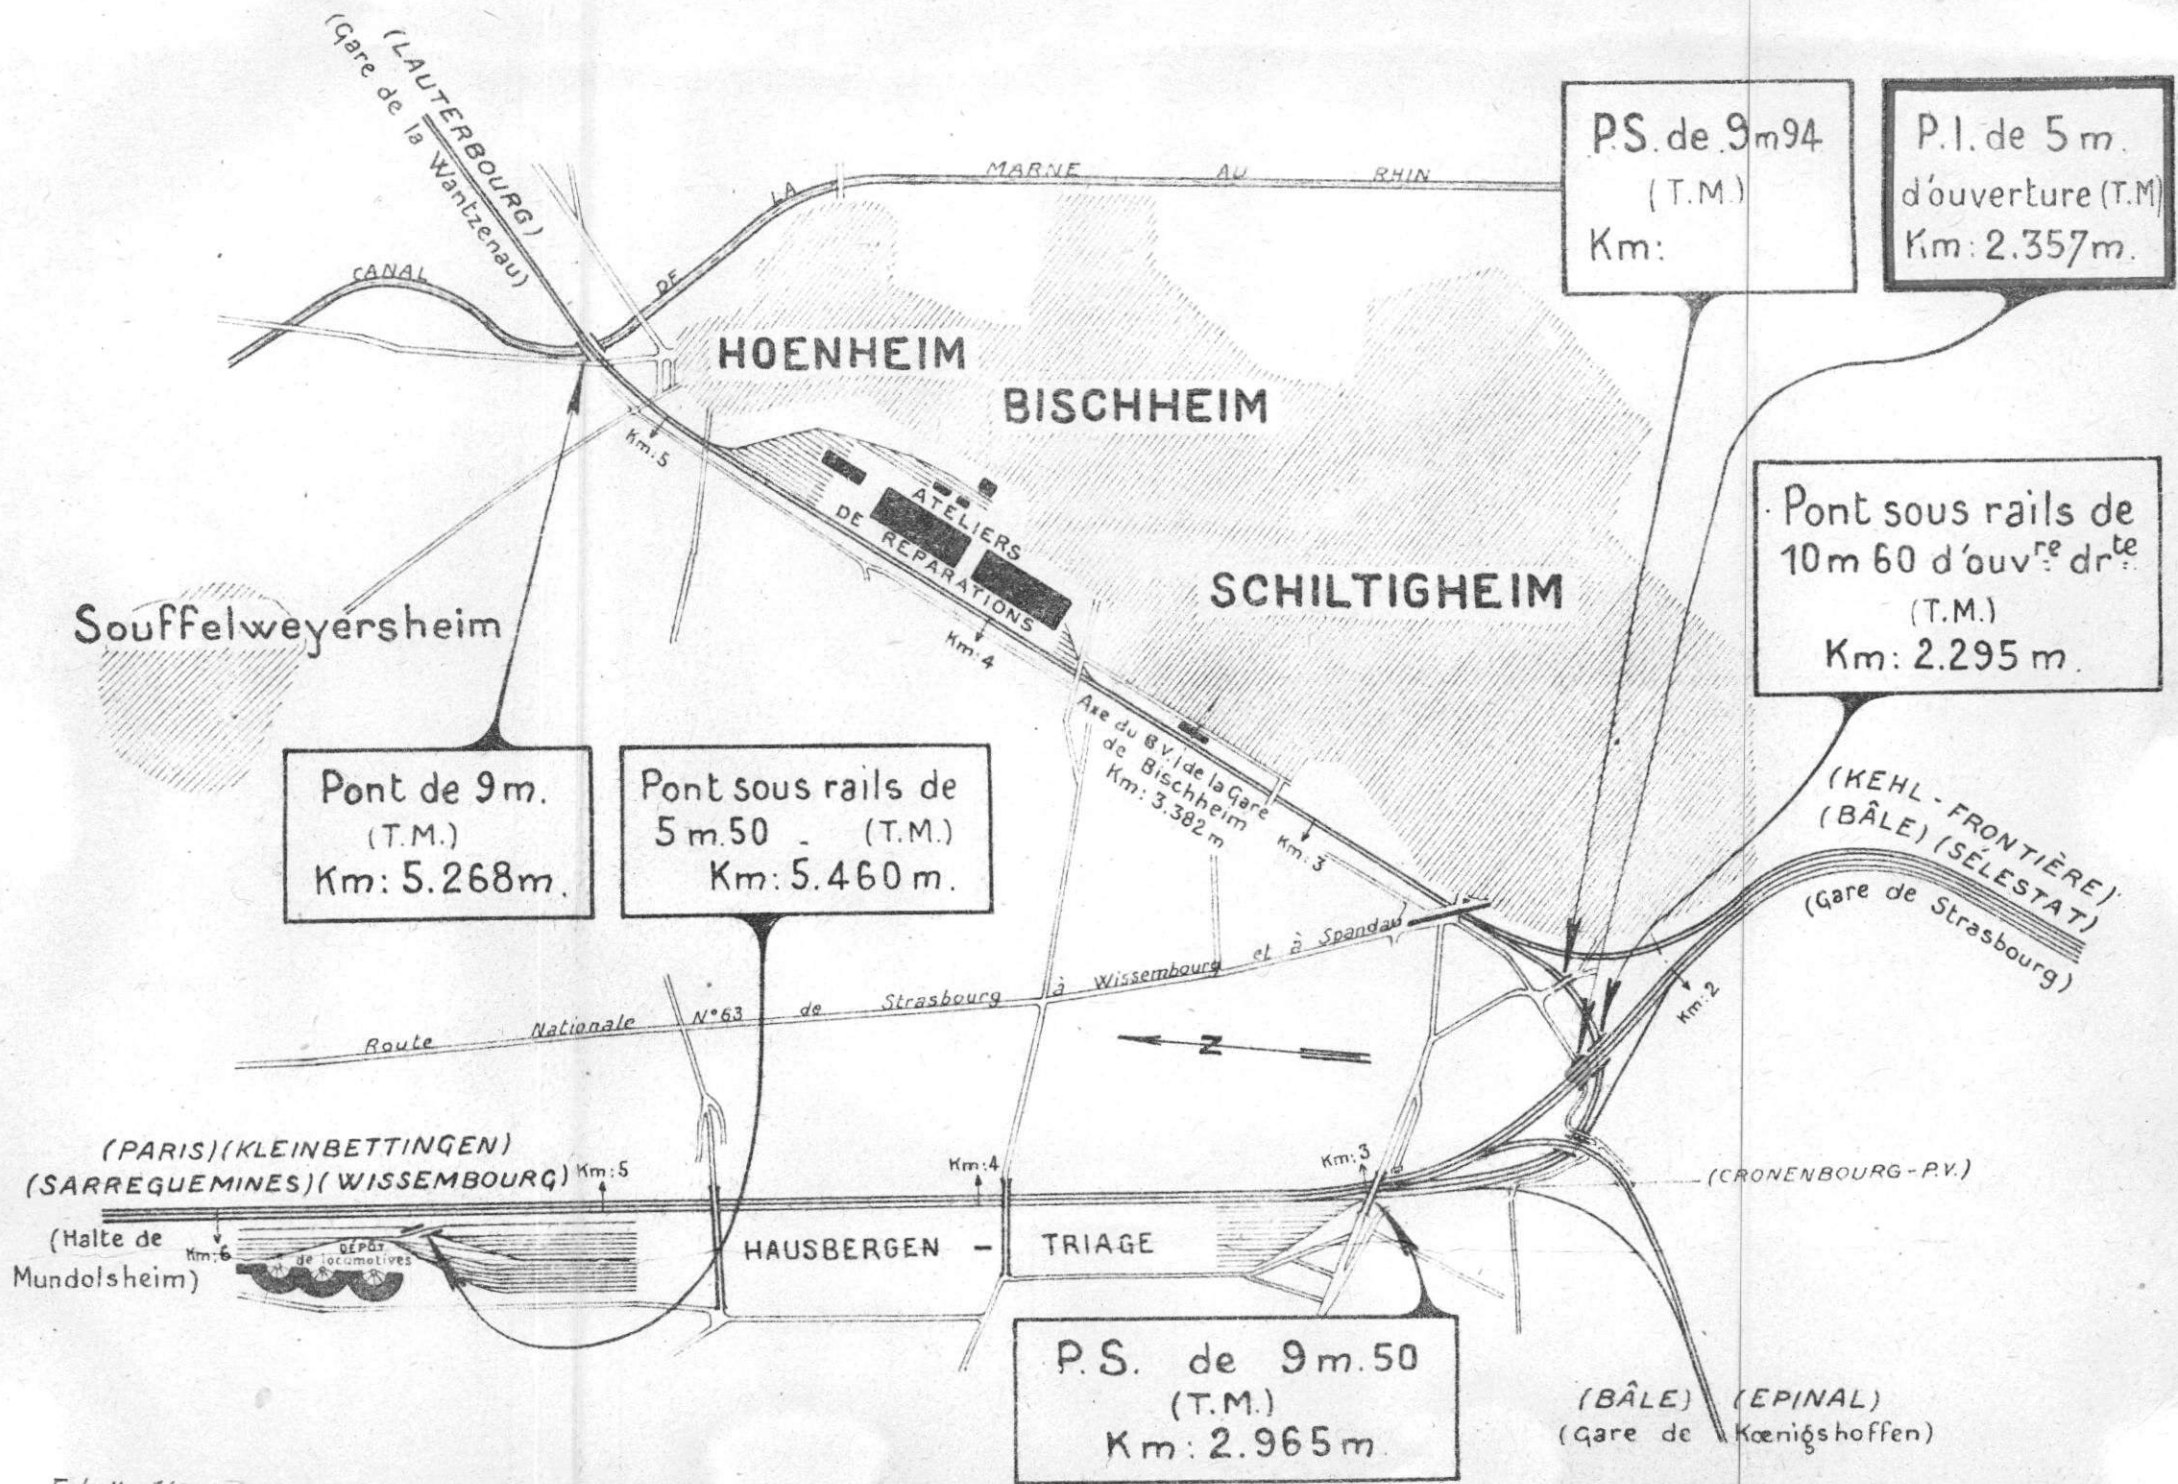 (LAUTERBOURG)
(Gare de la Wantzenau)
CANAL
DE
LA
MARNE AU RHIN
P.S. de 9m94
(T.M.)
Km:
P.I. de 5 m.
d'ouverture (T.M)
Km: 2.357m.
HOENHEIM
BISCHHEIM
SCHILTIGHEIM
Souffelweyersheim
Km:5
ATELIERS
DE RÉPARATIONS
Km:4
Pont sous rails de
10m 60 d'ouvre drte
(T.M.)
Km: 2.295 m.
Pont de 9m.
(T.M.)
Km: 5.268m.
Pont sous rails de
5 m.50 - (T.M.)
Km: 5.460 m.
Axe du B.V. de la Gare
de Bischheim
Km: 3.382 m
Km:3
(KEHL-FRONTIÈRE)
(BÂLE) (SÉLESTAT)
(Gare de Strasbourg)
Km:2
Route Nationale N°63 de Strasbourg à Wissembourg et à Spandau
N
(PARIS)(KLEINBETTINGEN)
(SARREGUEMINES)(WISSEMBOURG)
Km:5
Km:4
Km:3
(CRONENBOURG-P.V.)
(Halte de
Mundolsheim)
Km:6
DÉPÔT
de locomotives
HAUSBERGEN - TRIAGE
P.S. de 9m.50
(T.M.)
Km: 2.965m.
(BÂLE) (EPINAL)
(Gare de Kœnigshoffen)